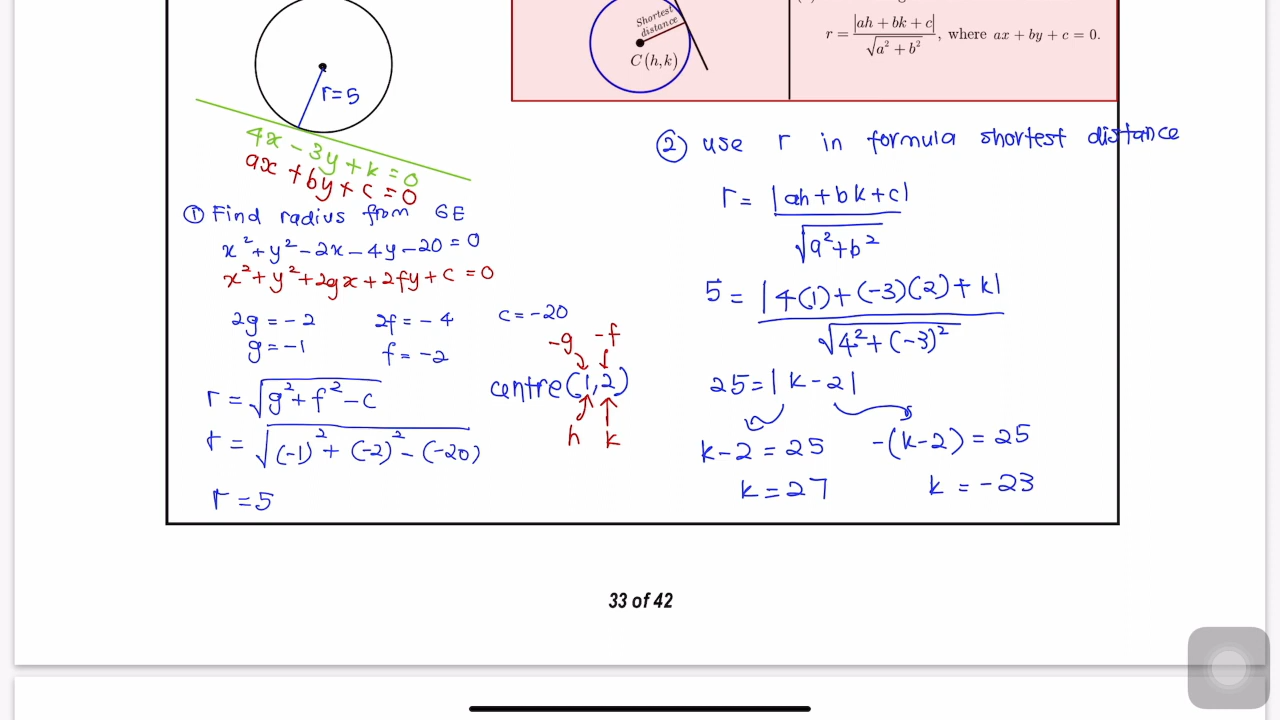 Shortest
distance
C(h,k)
r = |ah + bk + c| / √(a² + b²), where ax + by + c = 0.
r=5
4x - 3y + k = 0
ax + by + c = 0
① Find radius from GE
x² + y² - 2x - 4y - 20 = 0
x² + y² + 2gx + 2fy + c = 0
2g = -2 2f = -4 c = -20
g = -1 f = -2
-g -f
centre (1,2)
h k
r = √(g² + f² - c)
r = √((-1)² + (-2)² - (-20))
r = 5
② use r in formula shortest distance
r = |ah + bk + c| / √(a² + b²)
5 = |4(1) + (-3)(2) + k| / √(4² + (-3)²)
25 = |k - 2|
k - 2 = 25 -(k-2) = 25
k = 27 k = -23
33 of 42